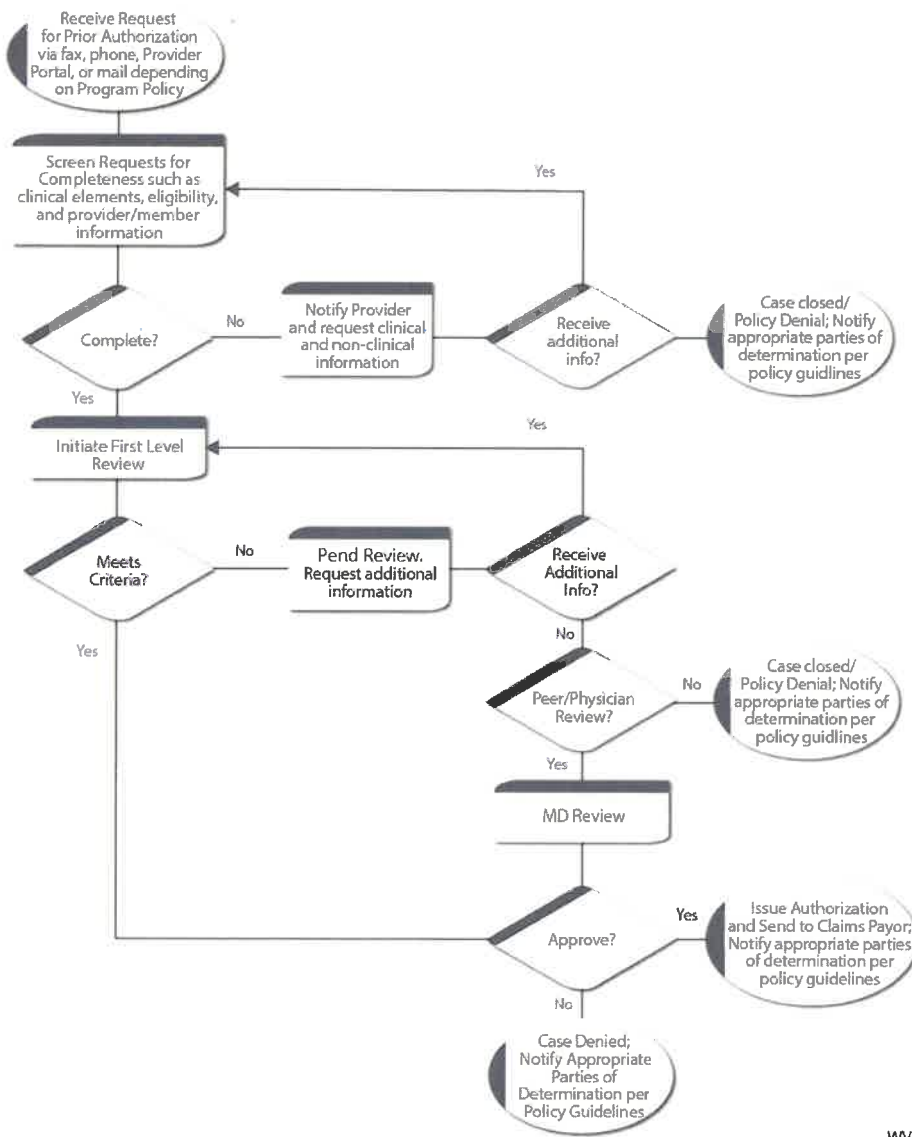 Receive Request
for Prior Authorization
via fax, phone, Provider
Portal, or mail depending
on Program Policy
Screen Requests for
Completeness such as
clinical elements, eligibility,
and provider/member
information
Yes
Complete?
No
Notify Provider
and request clinical
and non-clinical
information
Receive
additional
info?
Case closed/
Policy Denial; Notify
appropriate parties of
determination per
policy guidlines
Yes
Initiate First Level
Review
Yes
Meets
Criteria?
No
Pend Review.
Request additional
information
Receive
Additional
Info?
Yes
No
Peer/Physician
Review?
No
Case closed/
Policy Denial; Notify
appropriate parties of
determination per
policy guidlines
Yes
MD Review
Approve?
Yes
Issue Authorization
and Send to Claims Payor;
Notify appropriate parties
of determination per
policy guidelines
No
Case Denied;
Notify Appropriate
Parties of
Determination per
Policy Guidelines